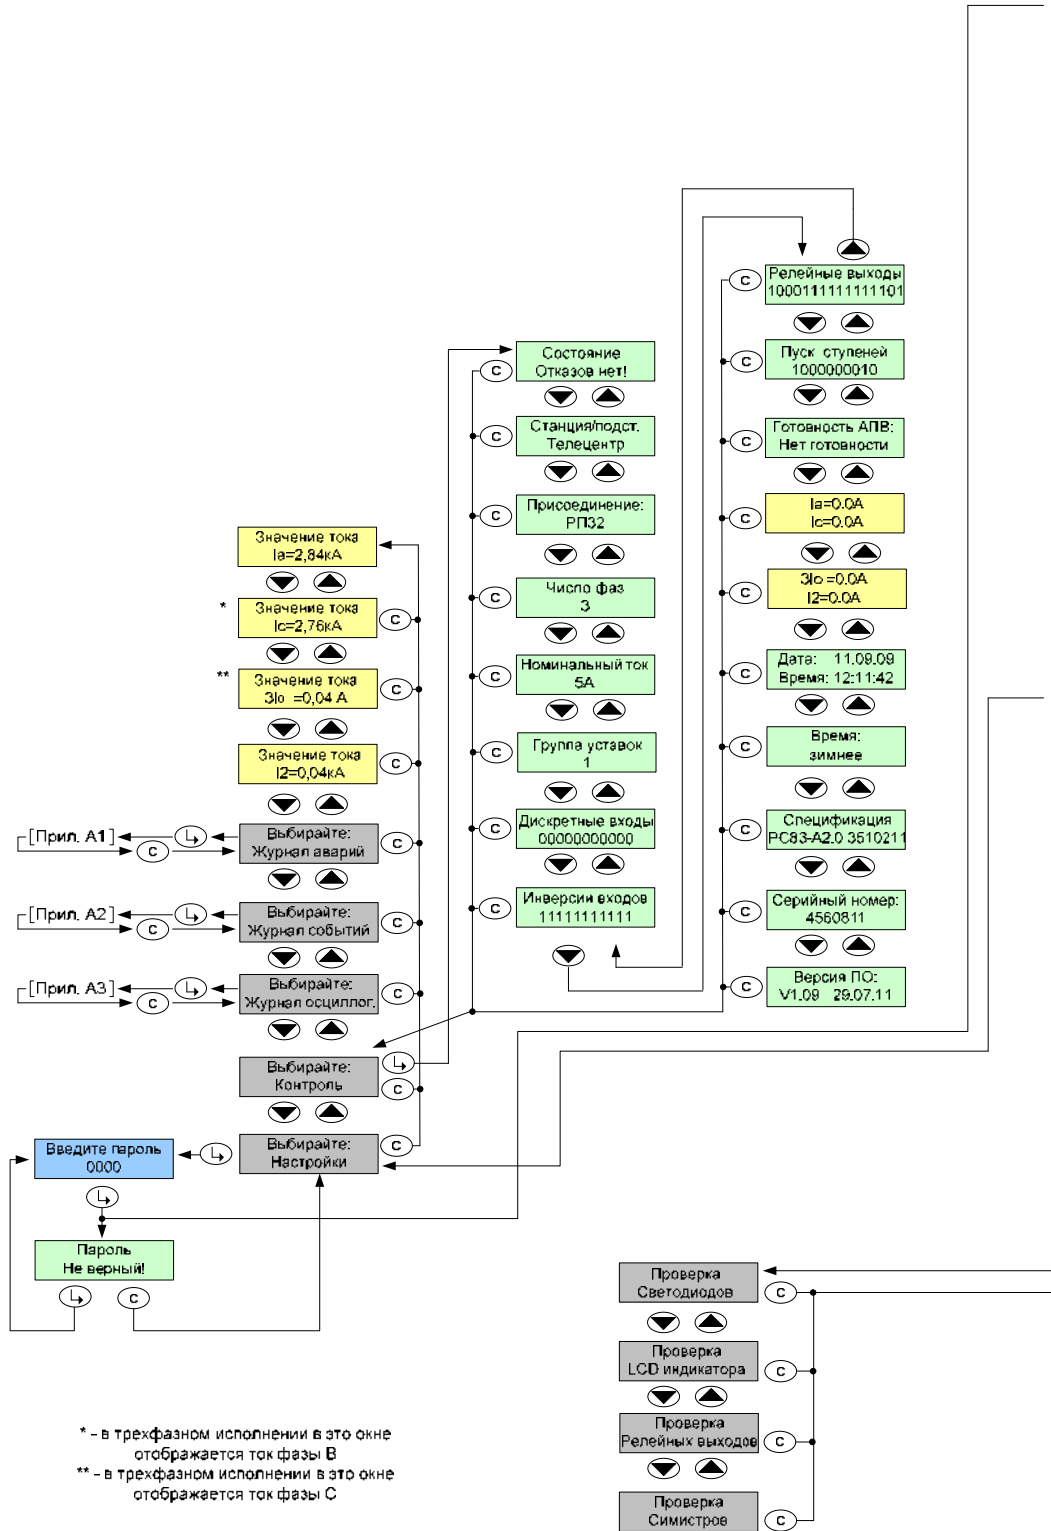 Релейные выходы
1000111111111101
C
Пуск ступеней
1000000010
C
Готовность АПВ:
Нет готовности
C
Ia=0.0A
Ic=0.0A
C
3Io =0.0A
I2=0.0A
C
Дата: 11.09.09
Время: 12:11:42
C
Время:
зимнее
C
Спецификация
РС83-А2.0 3510211
C
Серийный номер:
4560811
C
Версия ПО:
V1.09 29.07.11
C
Состояние
Отказов нет!
C
Станция/подст.
Телецентр
C
Присоединение:
РП32
C
Число фаз
3
C
Номинальный ток
5А
C
Группа уставок
1
C
Дискретные входы
00000000000
C
Инверсии входов
11111111111
C
Значение тока
Ia=2,84кА
*
Значение тока
Ic=2,76кА
C
**
Значение тока
3Io =0,04 А
C
Значение тока
I2=0,04кА
C
[Прил. А1]
C
Выбирайте:
Журнал аварий
C
[Прил. А2]
C
Выбирайте:
Журнал событий
C
[Прил. А3]
C
Выбирайте:
Журнал осциллог.
C
Выбирайте:
Контроль
C
Выбирайте:
Настройки
C
Введите пароль
0000
Пароль
Не верный!
C
Проверка
Светодиодов
C
Проверка
LCD индикатора
C
Проверка
Релейных выходов
C
Проверка
Симистров
C
* - в трехфазном исполнении в это окне
отображается ток фазы В
** - в трехфазном исполнении в это окне
отображается ток фазы С